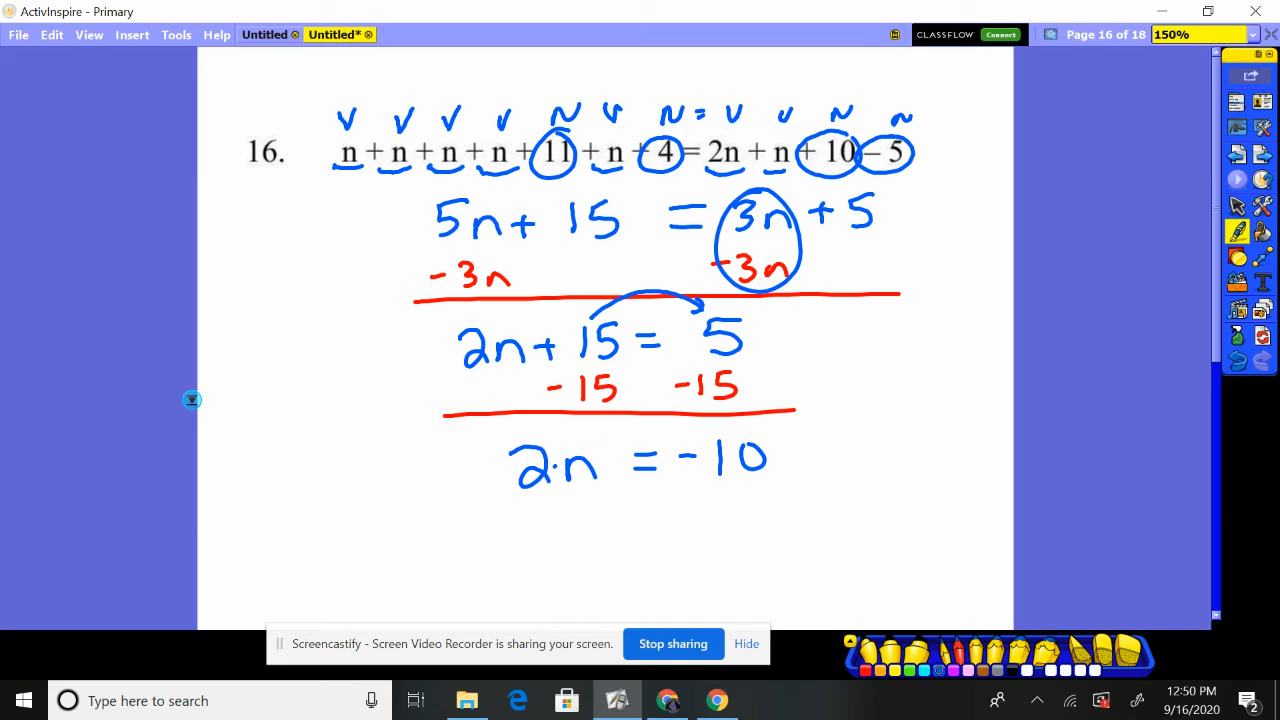 ActivInspire - Primary
File Edit View Insert Tools Help Untitled Untitled* CLASSFLOW Connect Page 16 of 18 150%
v v v v N v N = v v N N
16. n + n + n + n + 11 + n + 4 = 2n + n + 10 – 5
5n + 15 = 3n + 5
-3n -3n
2n + 15 = 5
-15 -15
2·n = -10
Screencastify - Screen Video Recorder is sharing your screen. Stop sharing Hide
Type here to search
12:50 PM
9/16/2020
2